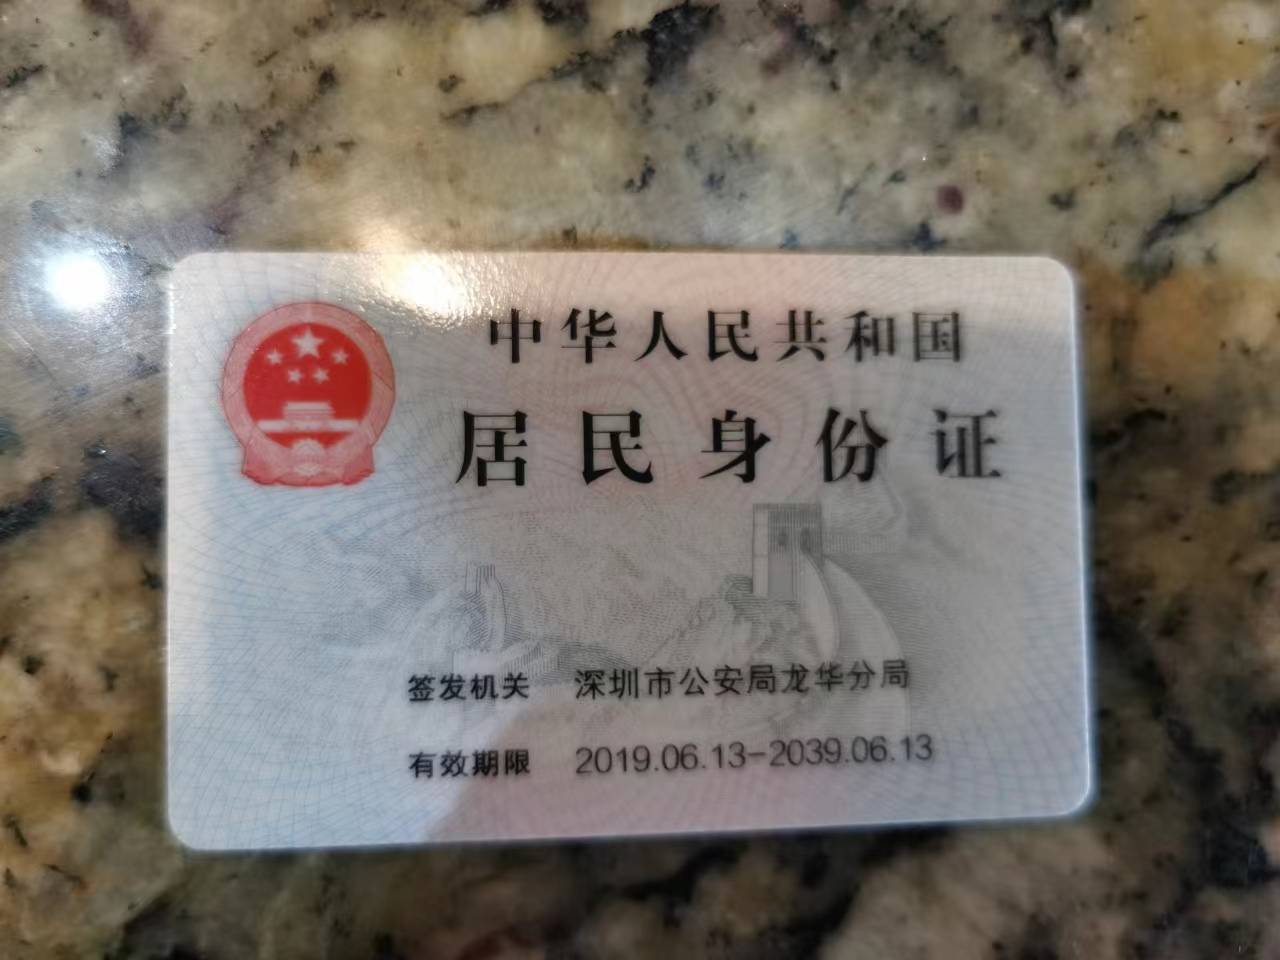 中华人民共和国
居民身份证
签发机关 深圳市公安局龙华分局
有效期限 2019.06.13-2039.06.13